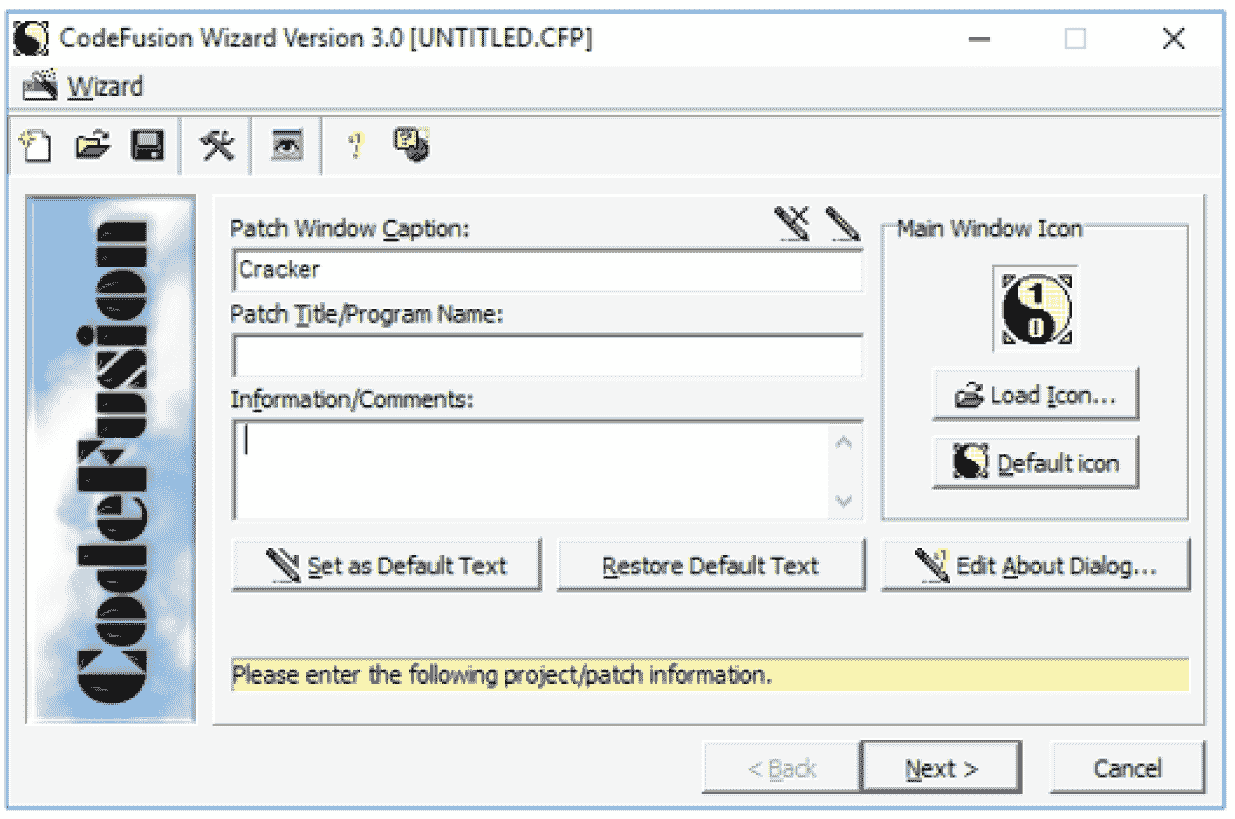 CodeFusion Wizard Version 3.0 [UNTITLED.CFP]
Wizard
CodeFusion
Patch Window Caption:
Cracker
Patch Title/Program Name:
Information/Comments:
Main Window Icon
1
0
Load Icon...
Default icon
Set as Default Text
Restore Default Text
Edit About Dialog...
Please enter the following project/patch information.
< Back
Next >
Cancel